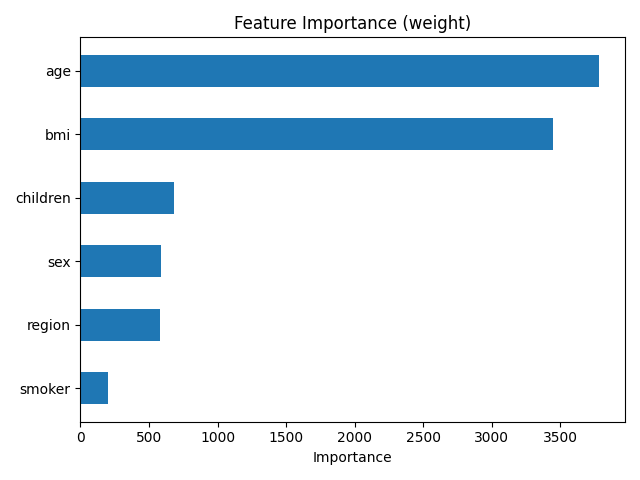 Feature Importance (weight)
age
bmi
children
sex
region
smoker
0 500 1000 1500 2000 2500 3000 3500
Importance